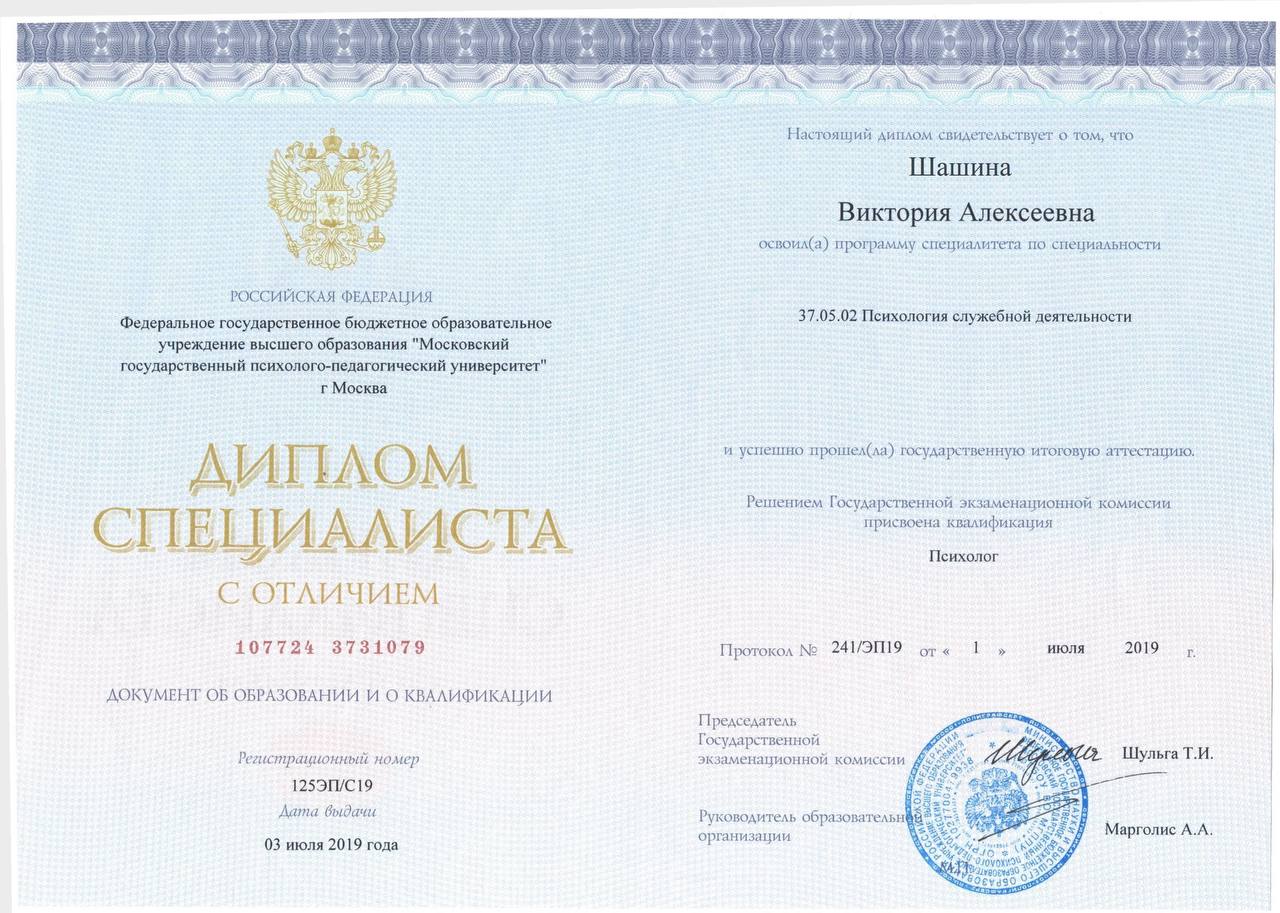 РОССИЙСКАЯ ФЕДЕРАЦИЯ
Федеральное государственное бюджетное образовательное
учреждение высшего образования "Московский
государственный психолого-педагогический университет"
г Москва
ДИПЛОМ
СПЕЦИАЛИСТА
С ОТЛИЧИЕМ
107724 3731079
ДОКУМЕНТ ОБ ОБРАЗОВАНИИ И О КВАЛИФИКАЦИИ
Регистрационный номер
125ЭП/С19
Дата выдачи
03 июля 2019 года
Настоящий диплом свидетельствует о том, что
Шашина
Виктория Алексеевна
освоил(а) программу специалитета по специальности
37.05.02 Психология служебной деятельности
и успешно прошел(ла) государственную итоговую аттестацию.
Решением Государственной экзаменационной комиссии
присвоена квалификация
Психолог
Протокол № 241/ЭП19 от « 1 » июля 2019 г.
Председатель
Государственной
экзаменационной комиссии Шульга Т.И.
Руководитель образовательной
организации Марголис А.А.